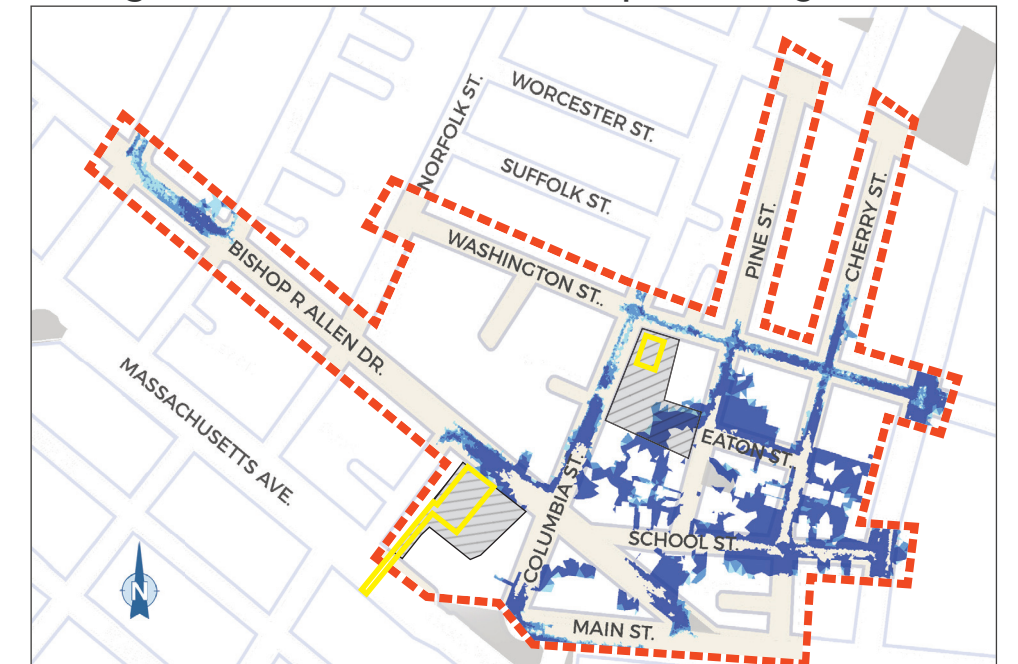 WORCESTER ST.
NORFOLK ST.
SUFFOLK ST.
PINE ST.
CHERRY ST.
WASHINGTON ST..
BISHOP R ALLEN DR.
MASSACHUSETTS AVE.
EATON ST.
COLUMBIA ST.
SCHOOL ST.
MAIN ST.
N